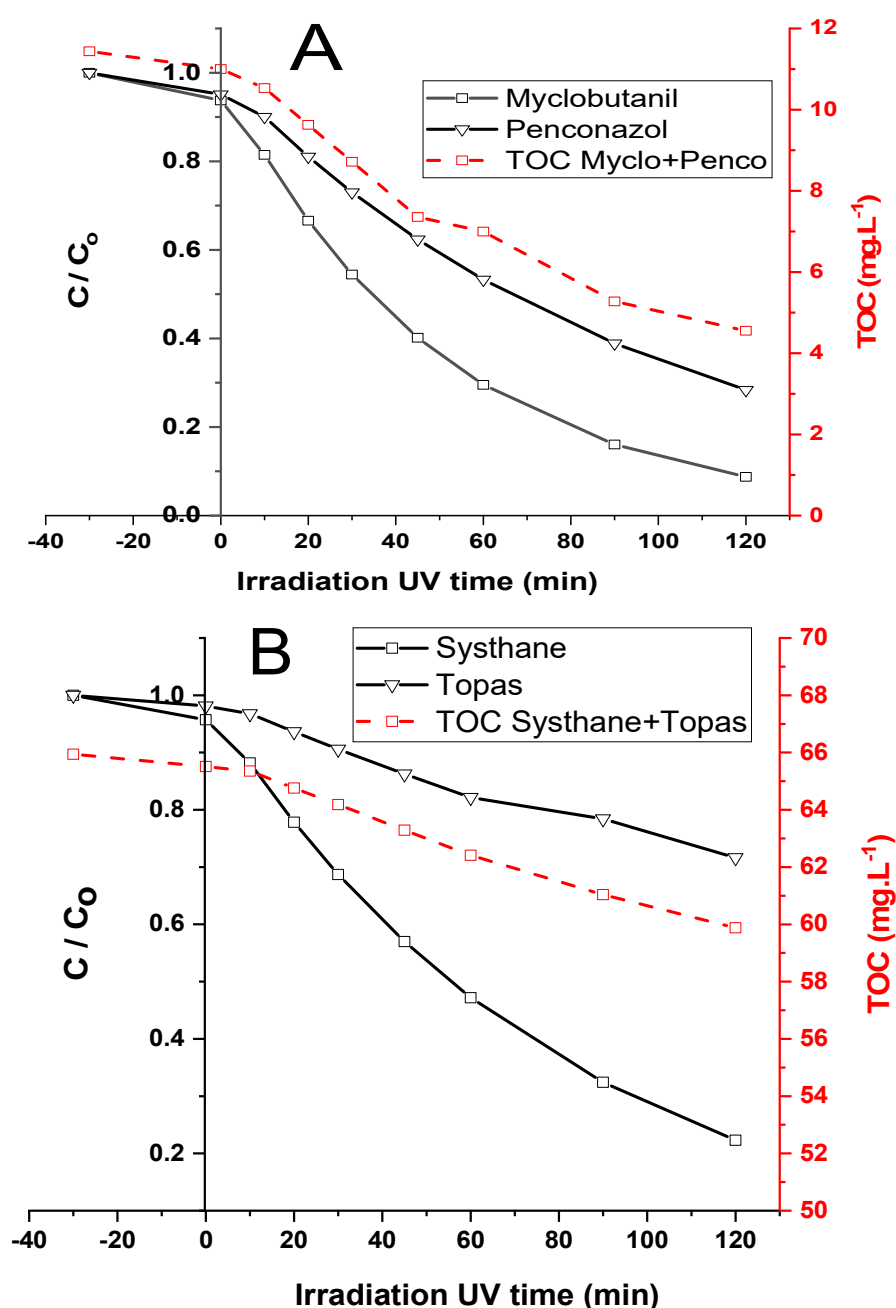 A
Myclobutanil
Penconazol
TOC Myclo+Penco
1.0
0.8
0.6
0.4
0.2
0.0
C / Co
12
10
8
6
4
2
0
TOC (mg.L-1)
-40 -20 0 20 40 60 80 100 120
Irradiation UV time (min)
B
Systhane
Topas
TOC Systhane+Topas
1.0
0.8
0.6
0.4
0.2
C / Co
70
68
66
64
62
60
58
56
54
52
50
TOC (mg.L-1)
-40 -20 0 20 40 60 80 100 120
Irradiation UV time (min)